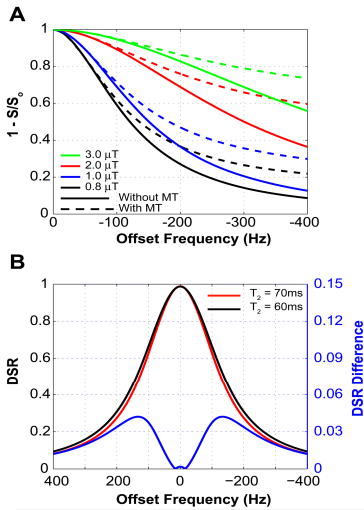 A
1 - S/So
1
0.8
0.6
0.4
0.2
0
3.0 μT
2.0 μT
1.0 μT
0.8 μT
Without MT
With MT
0 -100 -200 -300 -400
Offset Frequency (Hz)
B
DSR
1
0.8
0.6
0.4
0.2
0
T2 = 70ms
T2 = 60ms
0.15
0.12
0.09
0.06
0.03
0
DSR Difference
400 200 0 −200 −400
Offset Frequency (Hz)